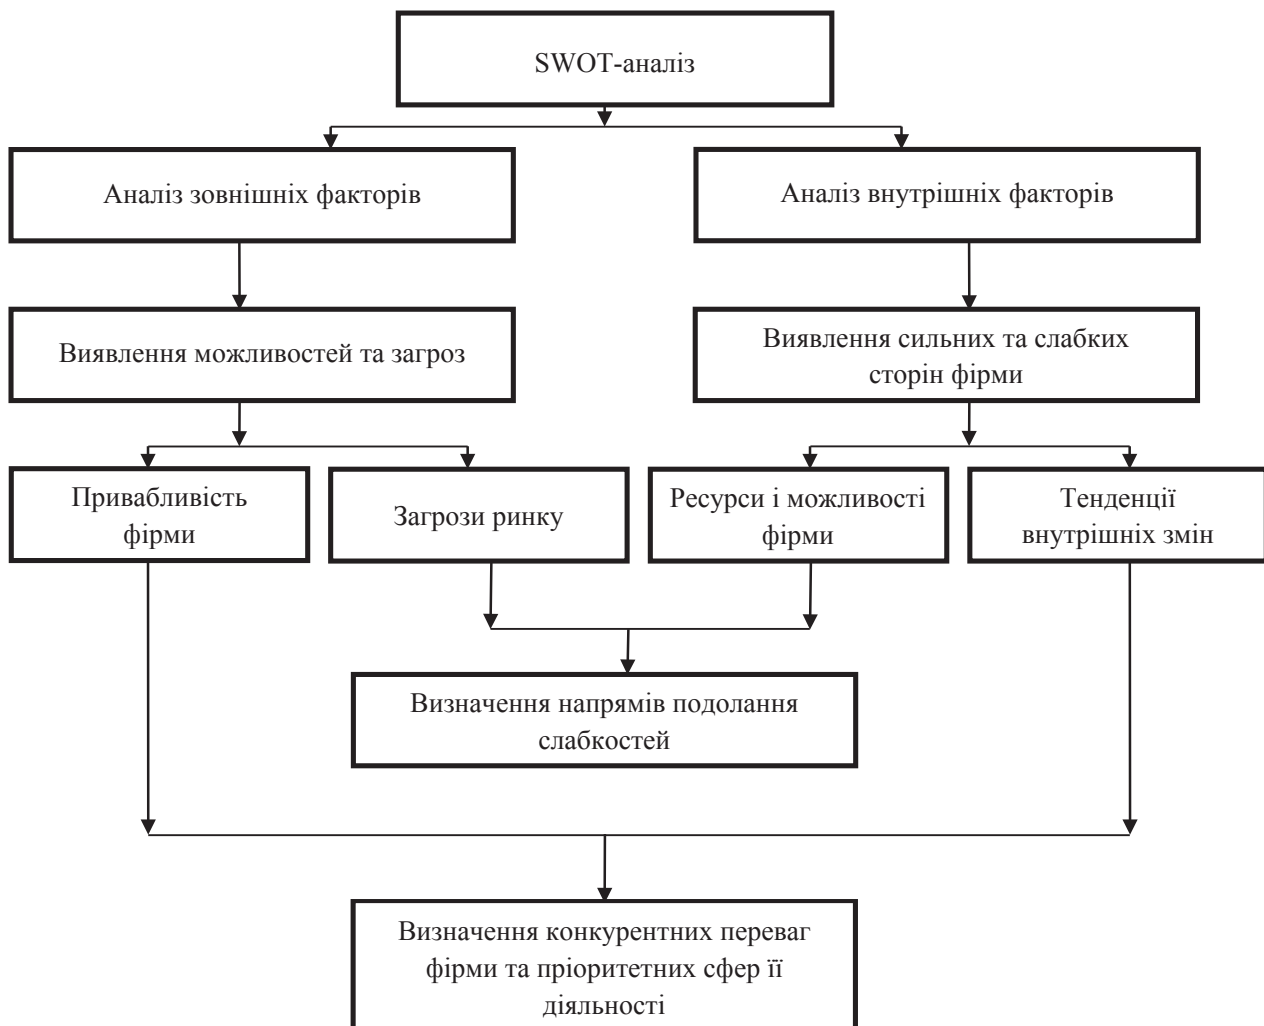 SWOT-аналіз
Аналіз зовнішніх факторів
Аналіз внутрішніх факторів
Виявлення можливостей та загроз
Виявлення сильних та слабких
сторін фірми
Привабливість
фірми
Загрози ринку
Ресурси і можливості
фірми
Тенденції
внутрішніх змін
Визначення напрямів подолання
слабкостей
Визначення конкурентних переваг
фірми та пріоритетних сфер її
діяльності